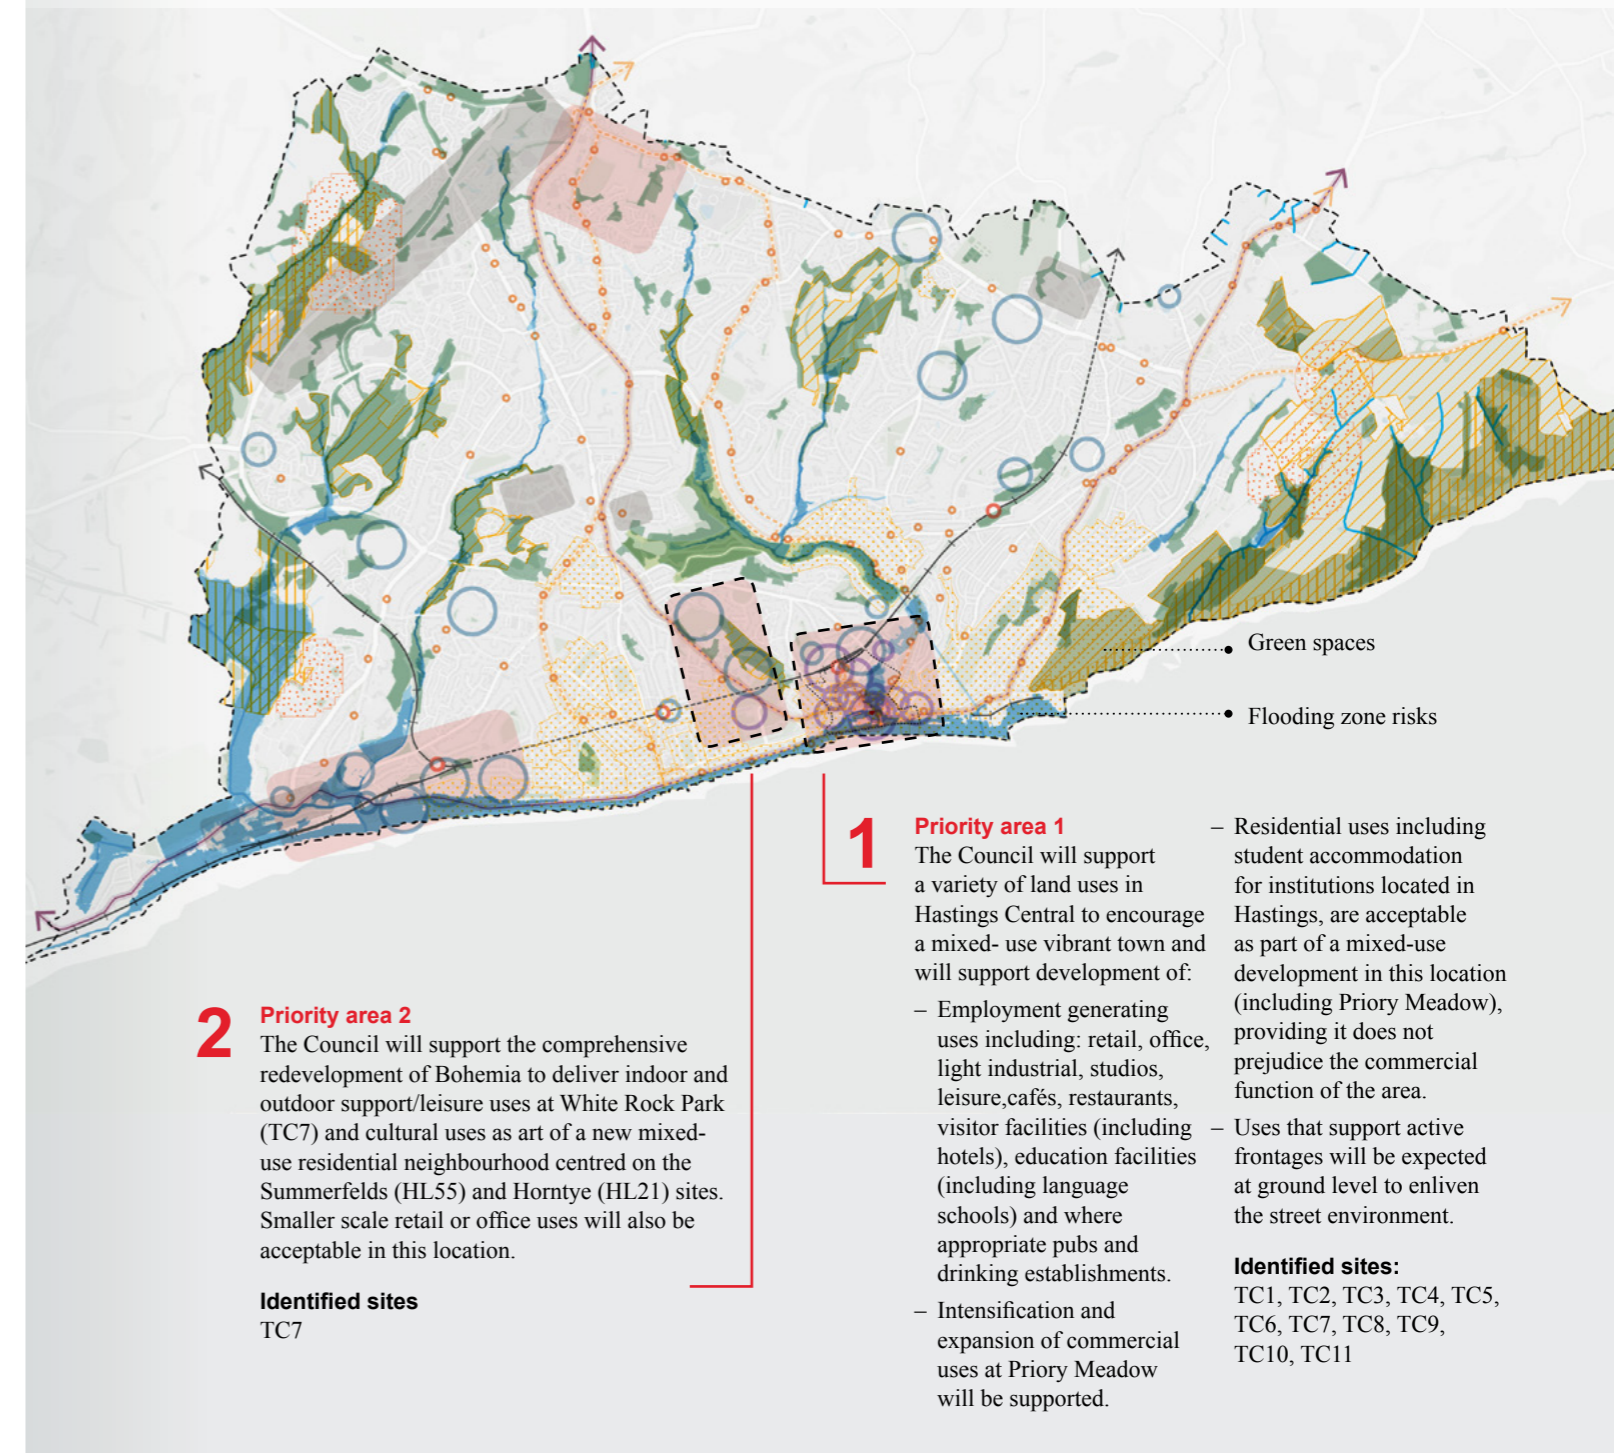 Green spaces
Flooding zone risks
1
Priority area 1
The Council will support
a variety of land uses in
Hastings Central to encourage
a mixed- use vibrant town and
will support development of:
– Employment generating
uses including: retail, office,
light industrial, studios,
leisure,cafés, restaurants,
visitor facilities (including
hotels), education facilities
(including language
schools) and where
appropriate pubs and
drinking establishments.
– Intensification and
expansion of commercial
uses at Priory Meadow
will be supported.
– Residential uses including
student accommodation
for institutions located in
Hastings, are acceptable
as part of a mixed-use
development in this location
(including Priory Meadow),
providing it does not
prejudice the commercial
function of the area.
– Uses that support active
frontages will be expected
at ground level to enliven
the street environment.
Identified sites:
TC1, TC2, TC3, TC4, TC5,
TC6, TC7, TC8, TC9,
TC10, TC11
2
Priority area 2
The Council will support the comprehensive
redevelopment of Bohemia to deliver indoor and
outdoor support/leisure uses at White Rock Park
(TC7) and cultural uses as art of a new mixed-
use residential neighbourhood centred on the
Summerfelds (HL55) and Horntye (HL21) sites.
Smaller scale retail or office uses will also be
acceptable in this location.
Identified sites
TC7